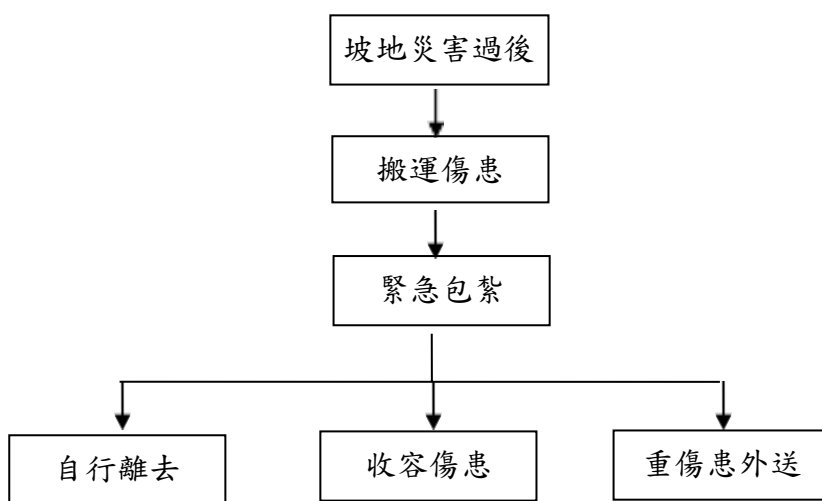 坡地災害過後
搬運傷患
緊急包紮
自行離去
收容傷患
重傷患外送